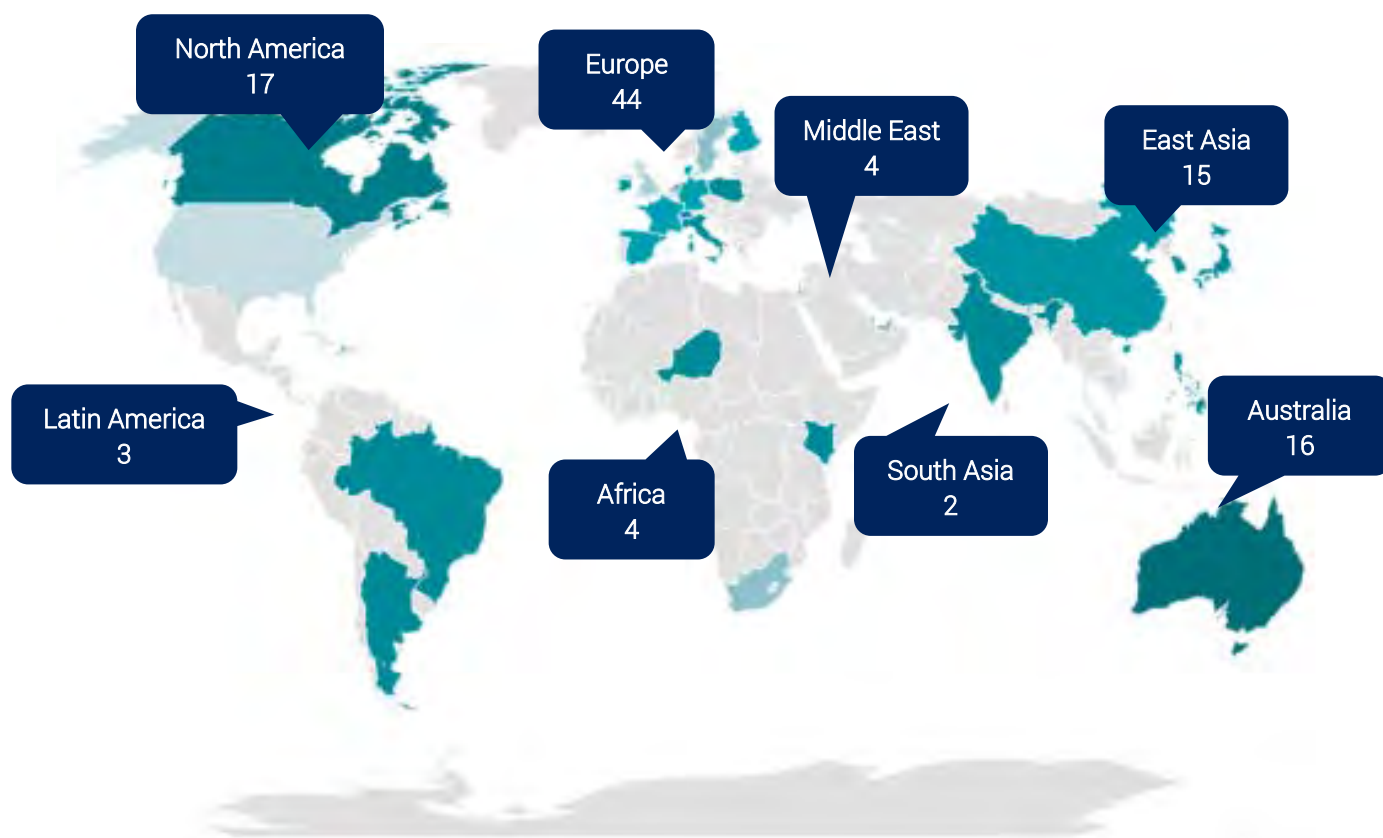 North America
17
Europe
44
Middle East
4
East Asia
15
Latin America
3
Africa
4
South Asia
2
Australia
16